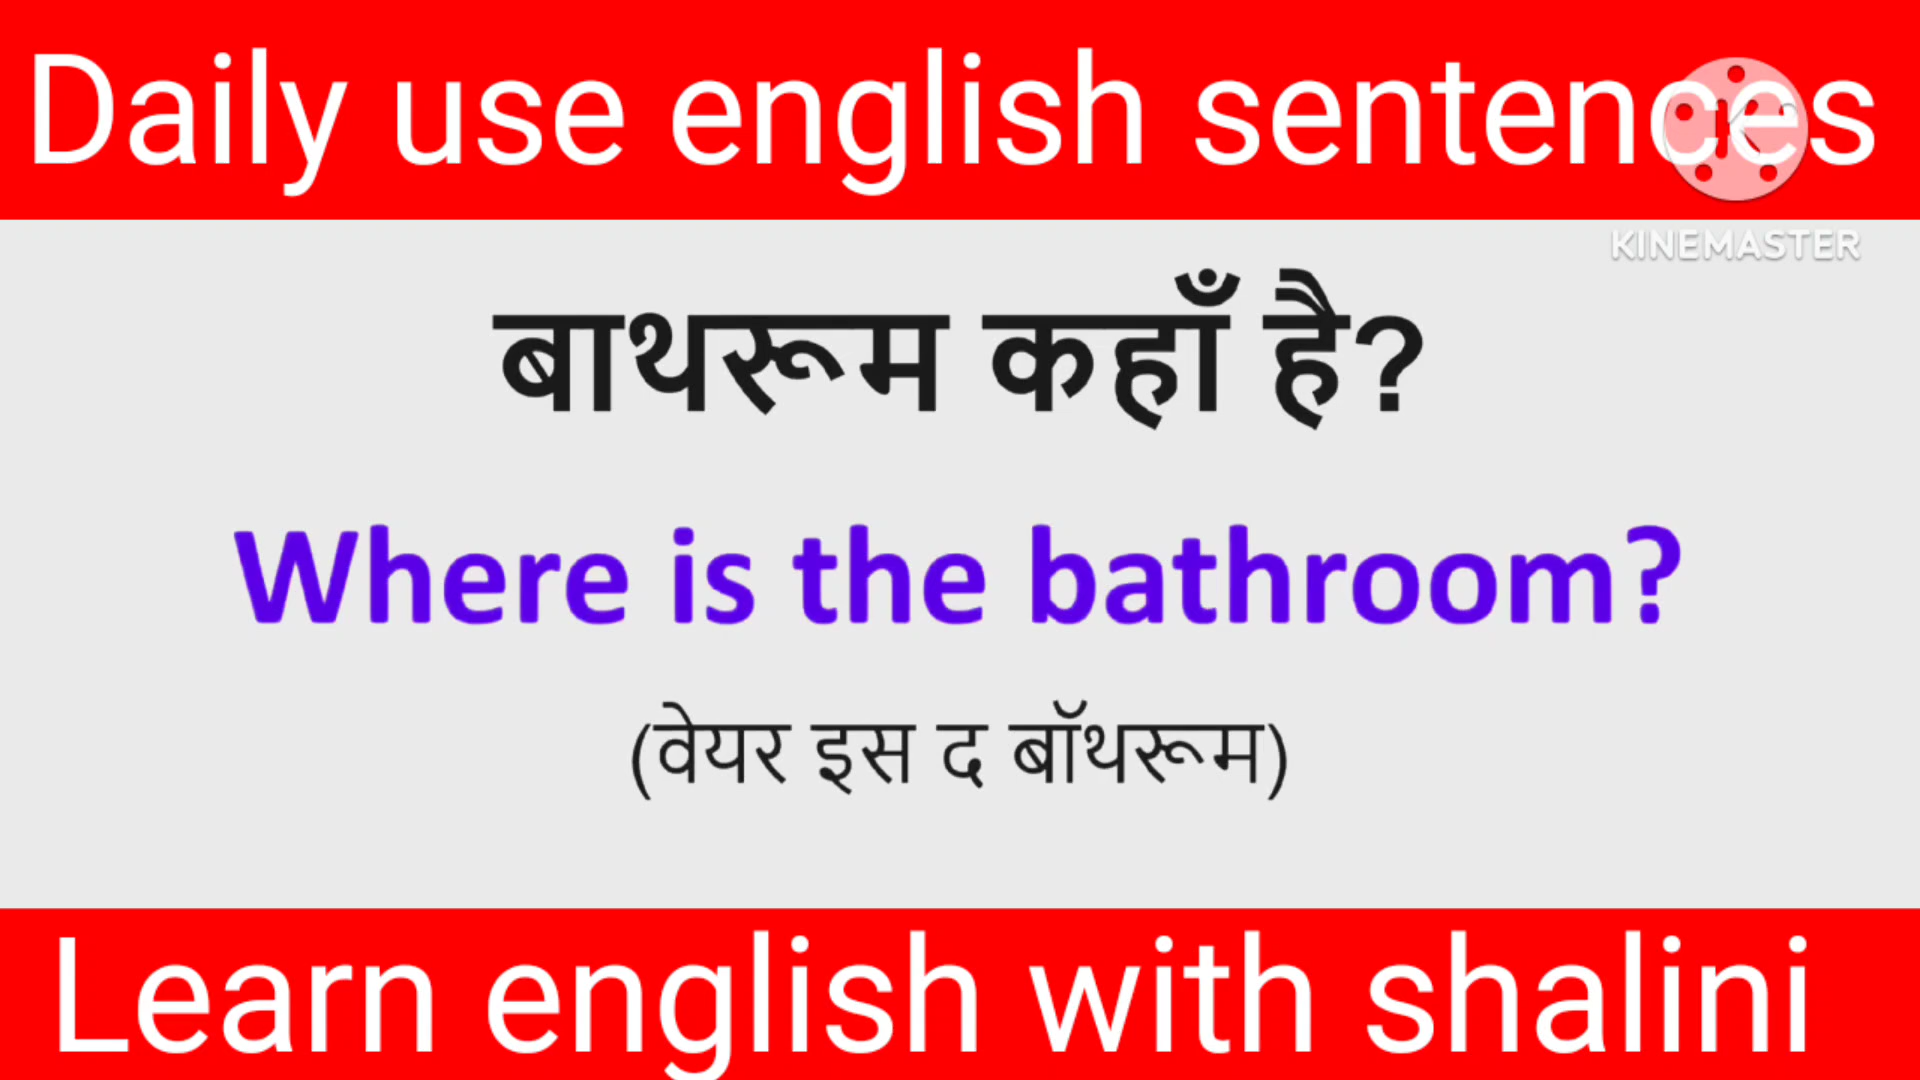 Daily use english sentences
KINEMASTER
बाथरूम कहाँ है?
Where is the bathroom?
(वेयर इस द बॉथरूम)
Learn english with shalini